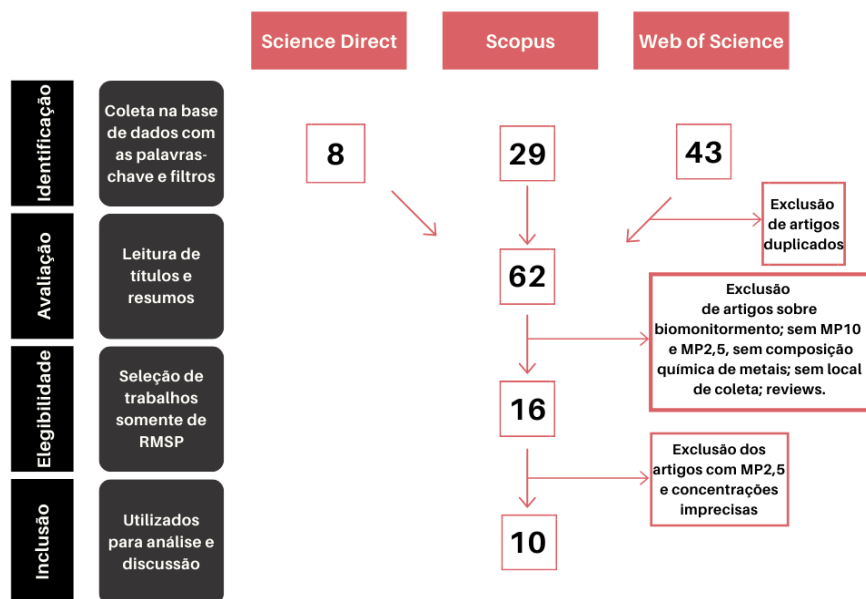 Science Direct
Scopus
Web of Science
Identificação
Coleta na base
de dados com
as palavras-
chave e filtros
8
29
43
Exclusão
de artigos
duplicados
Avaliação
Leitura de
títulos e
resumos
62
Exclusão
de artigos sobre
biomonitormento; sem MP10
e MP2,5, sem composição
química de metais; sem local
de coleta; reviews.
Elegibilidade
Seleção de
trabalhos
somente de
RMSP
16
Exclusão dos
artigos com MP2,5
e concentrações
imprecisas
Inclusão
Utilizados
para análise e
discussão
10